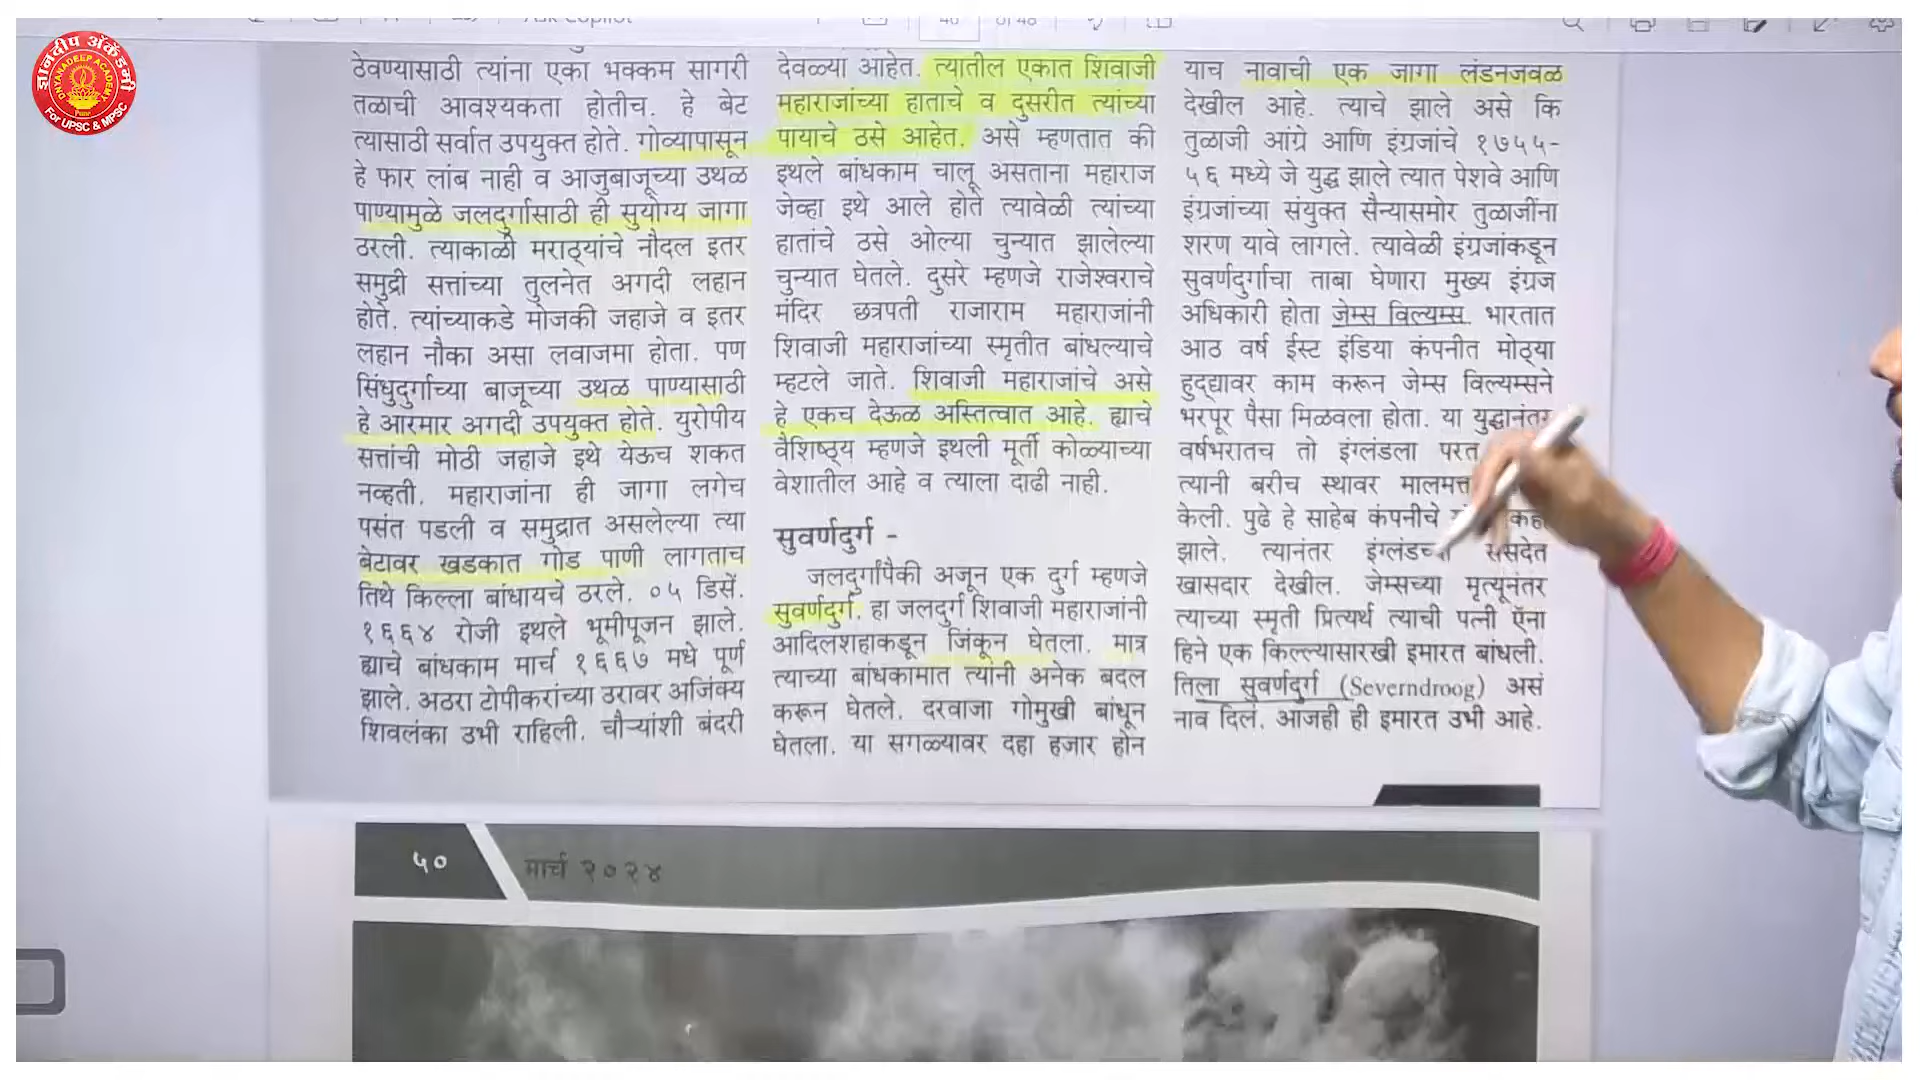 ज्ञानदीप अॅकॅडमी
DNYANADEEP ACADEMY
Pune
For UPSC & MPSC
ठेवण्यासाठी त्यांना एका भक्कम सागरी
तळाची आवश्यकता होतीच. हे बेट
त्यासाठी सर्वात उपयुक्त होते. गोव्यापासून
हे फार लांब नाही व आजुबाजूच्या उथळ
पाण्यामुळे जलदुर्गासाठी ही सुयोग्य जागा
ठरली. त्याकाळी मराठ्यांचे नौदल इतर
समुद्री सत्तांच्या तुलनेत अगदी लहान
होते. त्यांच्याकडे मोजकी जहाजे व इतर
लहान नौका असा लवाजमा होता. पण
सिंधुदुर्गाच्या बाजूच्या उथळ पाण्यासाठी
हे आरमार अगदी उपयुक्त होते. युरोपीय
सत्तांची मोठी जहाजे इथे येऊच शकत
नव्हती. महाराजांना ही जागा लगेच
पसंत पडली व समुद्रात असलेल्या त्या
बेटावर खडकात गोड पाणी लागताच
तिथे किल्ला बांधायचे ठरले. ०५ डिसें.
१६६४ रोजी इथले भूमीपूजन झाले.
ह्याचे बांधकाम मार्च १६६७ मधे पूर्ण
झाले. अठरा टोपीकरांच्या उरावर अजिंक्य
शिवलंका उभी राहिली. चौऱ्यांशी बंदरी
देवळ्या आहेत. त्यातील एकात शिवाजी
महाराजांच्या हाताचे व दुसरीत त्यांच्या
पायाचे ठसे आहेत. असे म्हणतात की
इथले बांधकाम चालू असताना महाराज
जेव्हा इथे आले होते त्यावेळी त्यांच्या
हातांचे ठसे ओल्या चुन्यात झालेल्या
चुन्यात घेतले. दुसरे म्हणजे राजेश्वराचे
मंदिर छत्रपती राजाराम महाराजांनी
शिवाजी महाराजांच्या स्मृतीत बांधल्याचे
म्हटले जाते. शिवाजी महाराजांचे असे
हे एकच देऊळ अस्तित्वात आहे. ह्याचे
वैशिष्ठ्य म्हणजे इथली मूर्ती कोळ्याच्या
वेशातील आहे व त्याला दाढी नाही.
सुवर्णदुर्ग -
जलदुर्गांपैकी अजून एक दुर्ग म्हणजे
सुवर्णदुर्ग. हा जलदुर्ग शिवाजी महाराजांनी
आदिलशहाकडून जिंकून घेतला. मात्र
त्याच्या बांधकामात त्यांनी अनेक बदल
करून घेतले. दरवाजा गोमुखी बांधून
घेतला. या सगळ्यावर दहा हजार होन
याच नावाची एक जागा लंडनजवळ
देखील आहे. त्याचे झाले असे कि
तुळाजी आंग्रे आणि इंग्रजांचे १७५५-
५६ मध्ये जे युद्ध झाले त्यात पेशवे आणि
इंग्रजांच्या संयुक्त सैन्यासमोर तुळाजींना
शरण यावे लागले. त्यावेळी इंग्रजांकडून
सुवर्णदुर्गाचा ताबा घेणारा मुख्य इंग्रज
अधिकारी होता जेम्स विल्यम्स. भारतात
आठ वर्ष ईस्ट इंडिया कंपनीत मोठ्या
हुद्द्यावर काम करून जेम्स विल्यम्सने
भरपूर पैसा मिळवला होता. या युद्धानंतर
वर्षभरातच तो इंग्लंडला परत
त्यानी बरीच स्थावर
केली. पुढे हे साहेब कंपनीचे
झाले. त्यानंतर संसदेत
खासदार देखील. जेम्सच्या मृत्यूनंतर
त्याच्या स्मृती प्रित्यर्थ त्याची पत्नी ऍना
हिने एक किल्ल्यासारखी इमारत बांधली.
तिला सुवर्णदुर्ग (Severndroog) असं
नाव दिलं. आजही ही इमारत उभी आहे.
५०
मार्च २०२४